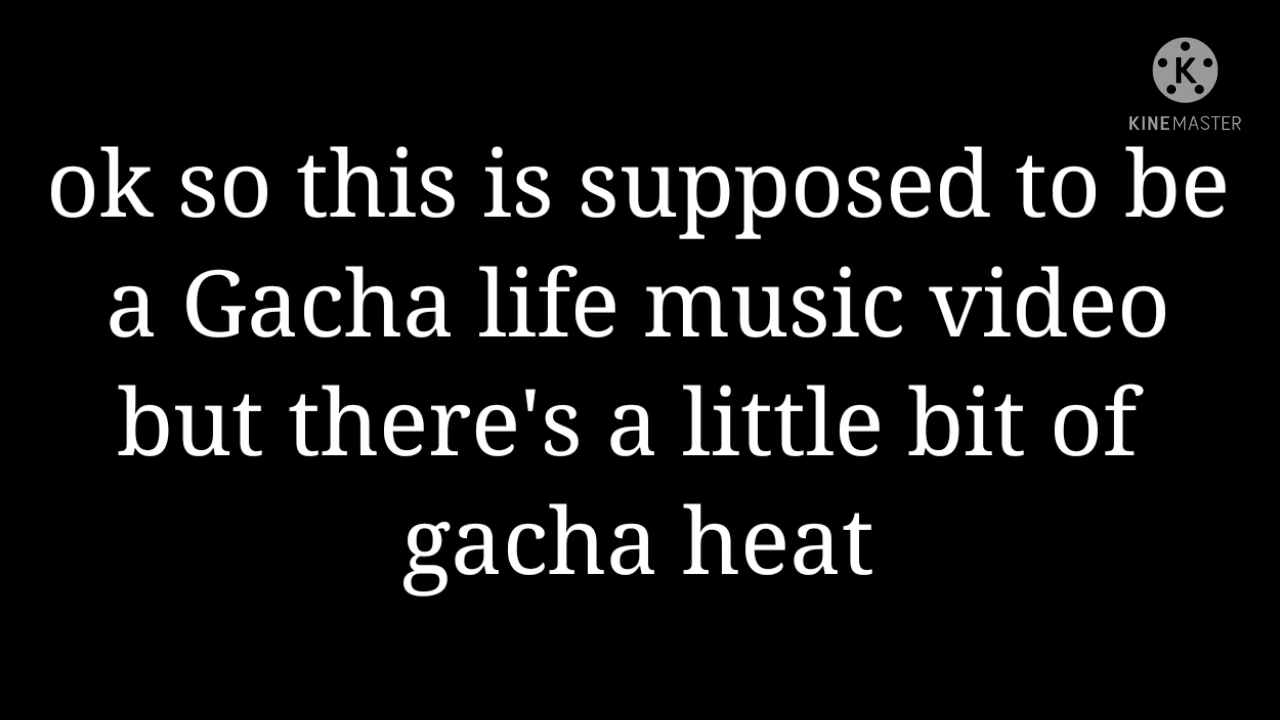 K
KINEMASTER
ok so this is supposed to be
a Gacha life music video
but there's a little bit of
gacha heat